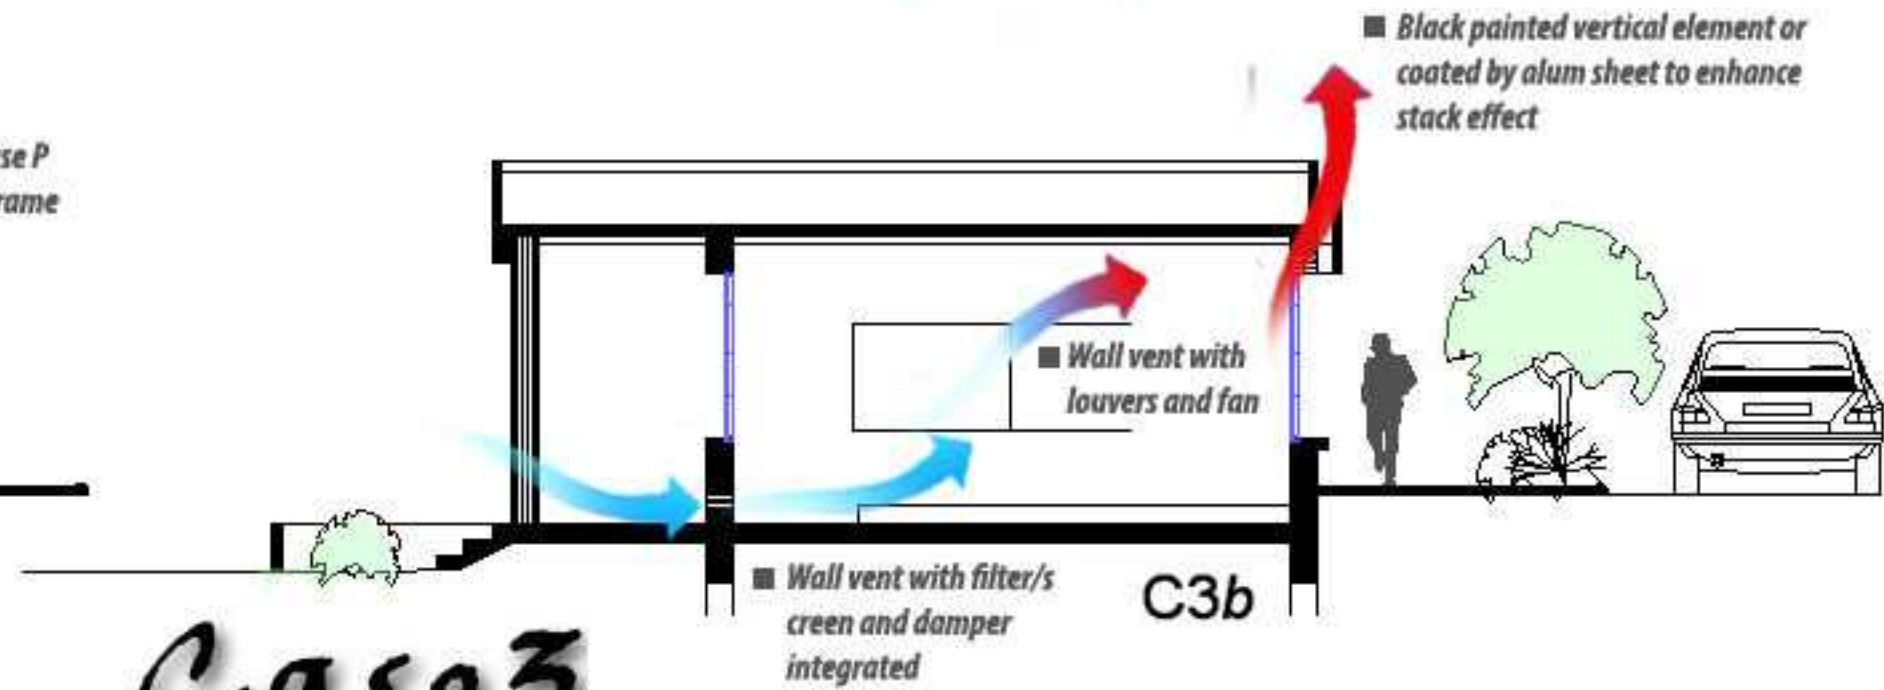 ■ Black painted vertical element or
coated by alum sheet to enhance
stack effect
se P
rame
■ Wall vent with
louvers and fan
■ Wall vent with filter/s
creen and damper
integrated
C3b
Case3